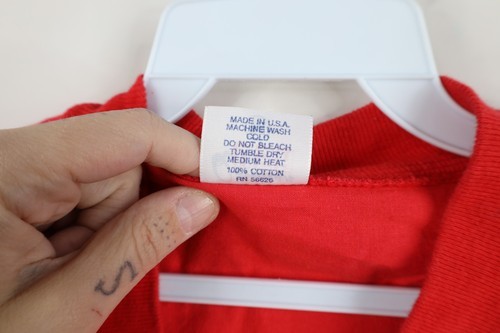 MADE IN U.S.A.
MACHINE WASH
COLD
DO NOT BLEACH
TUMBLE DRY
MEDIUM HEAT
100% COTTON
RN 56626